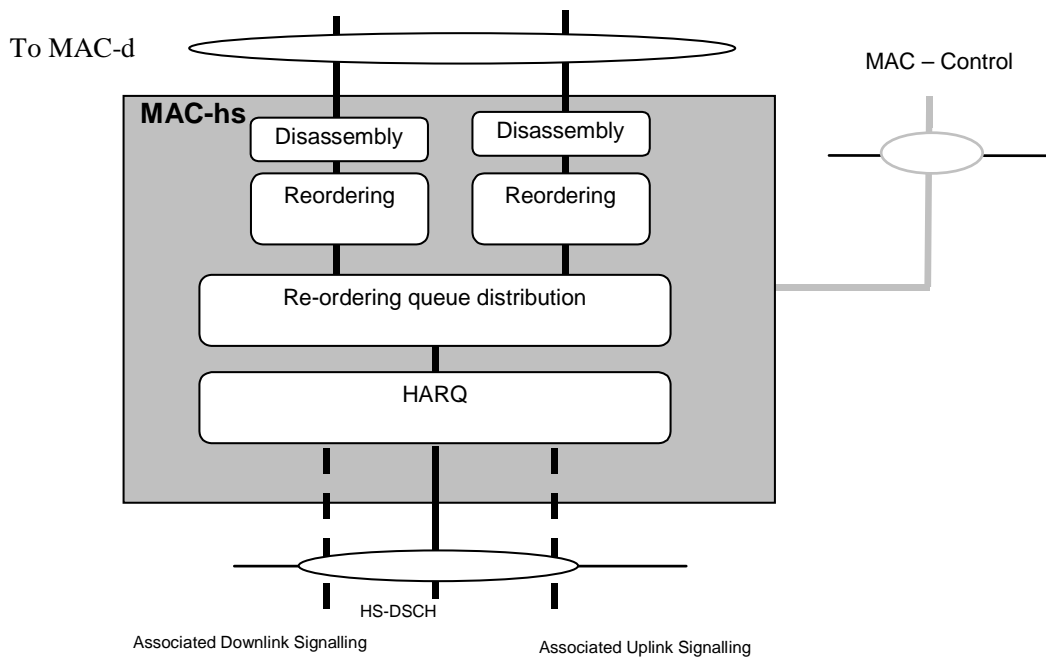 To MAC-d
MAC – Control
MAC-hs
Disassembly
Disassembly
Reordering
Reordering
Re-ordering queue distribution
HARQ
HS-DSCH
Associated Downlink Signalling
Associated Uplink Signalling